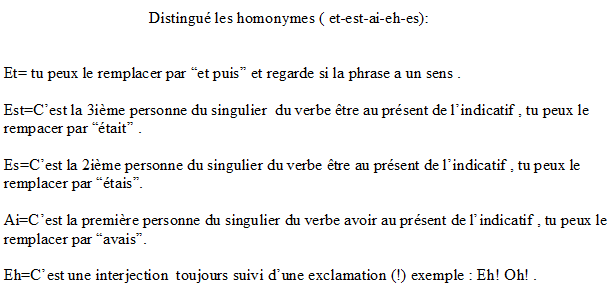 Distingué les homonymes ( et-est-ai-eh-es):
Et= tu peux le remplacer par “et puis” et regarde si la phrase a un sens .
Est=C’est la 3ième personne du singulier du verbe être au présent de l’indicatif , tu peux le
rempacer par “était” .
Es=C’est la 2ième personne du singulier du verbe être au présent de l’indicatif , tu peux le
remplacer par “étais”.
Ai=C’est la première personne du singulier du verbe avoir au présent de l’indicatif , tu peux le
remplacer par “avais”.
Eh=C’est une interjection toujours suivi d’une exclamation (!) exemple : Eh! Oh! .